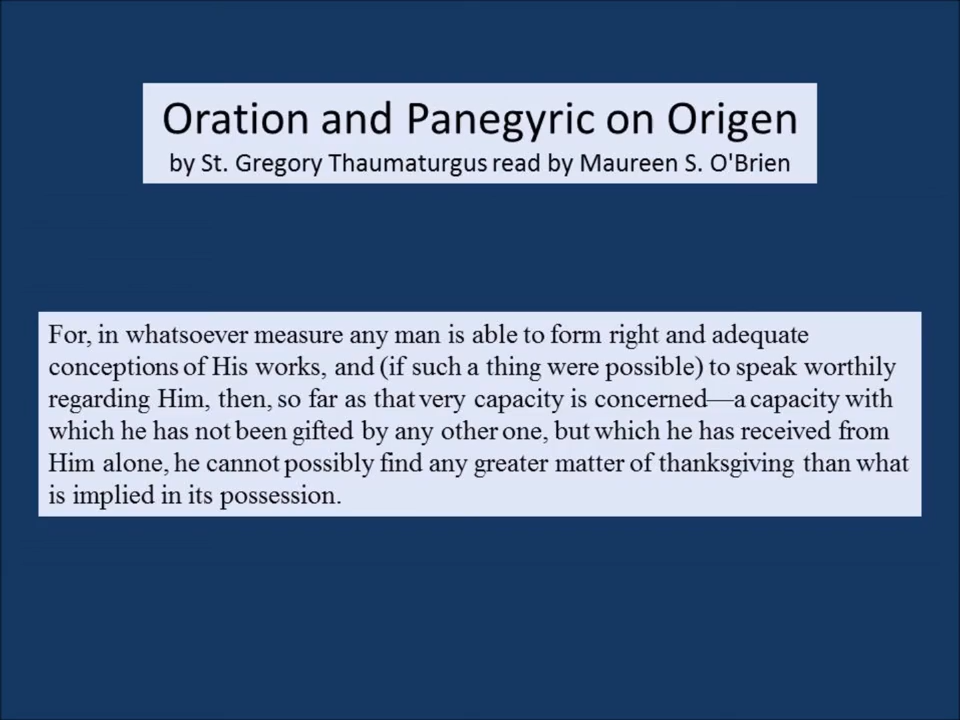 Oration and Panegyric on Origen
by St. Gregory Thaumaturgus read by Maureen S. O'Brien
For, in whatsoever measure any man is able to form right and adequate
conceptions of His works, and (if such a thing were possible) to speak worthily
regarding Him, then, so far as that very capacity is concerned—a capacity with
which he has not been gifted by any other one, but which he has received from
Him alone, he cannot possibly find any greater matter of thanksgiving than what
is implied in its possession.